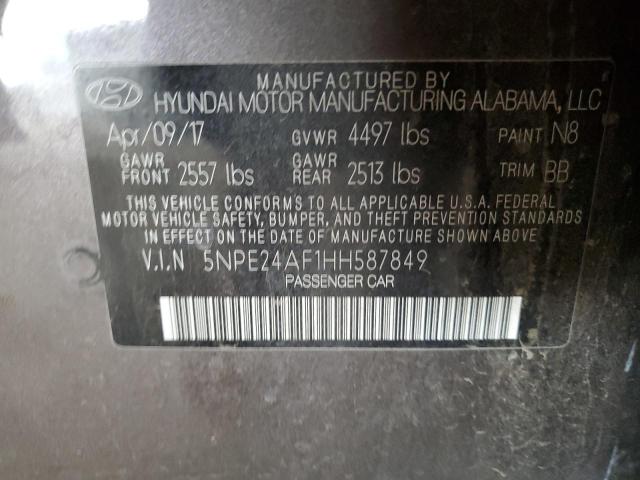 MANUFACTURED BY
HYUNDAI MOTOR MANUFACTURING ALABAMA, LLC
Apr/09/17 GVWR 4497 lbs PAINT N8
GAWR FRONT 2557 lbs GAWR REAR 2513 lbs TRIM BB
THIS VEHICLE CONFORMS TO ALL APPLICABLE U.S.A. FEDERAL
MOTOR VEHICLE SAFETY, BUMPER, AND THEFT PREVENTION STANDARDS
IN EFFECT ON THE DATE OF MANUFACTURE SHOWN ABOVE.
V.I.N 5NPE24AF1HH587849
PASSENGER CAR